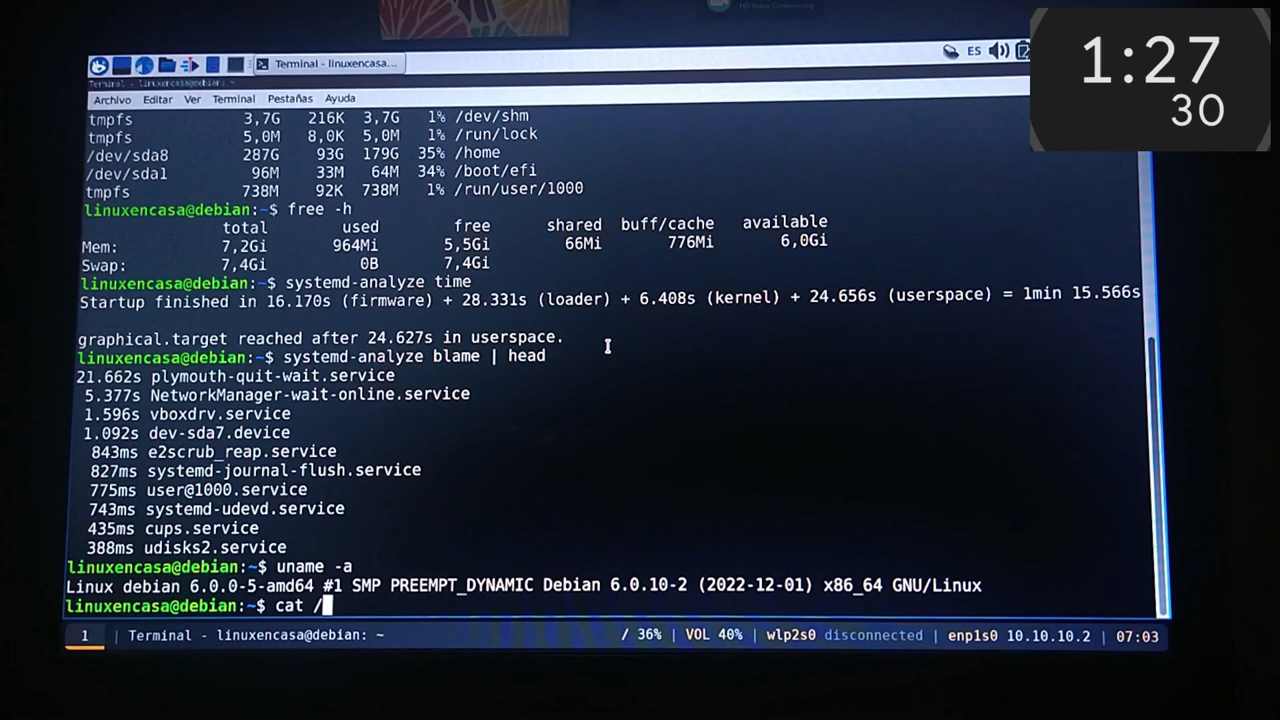 HD Video Conferencing
1:27
30
Terminal - linuxencasa...
ES
Terminal - linuxencasa@debian: ~
Archivo Editar Ver Terminal Pestañas Ayuda
tmpfs 3,7G 216K 3,7G 1% /dev/shm
tmpfs 5,0M 8,0K 5,0M 1% /run/lock
/dev/sda8 287G 93G 179G 35% /home
/dev/sda1 96M 33M 64M 34% /boot/efi
tmpfs 738M 92K 738M 1% /run/user/1000
linuxencasa@debian:~$ free -h
total used free shared buff/cache available
Mem: 7,2Gi 964Mi 5,5Gi 66Mi 776Mi 6,0Gi
Swap: 7,4Gi 0B 7,4Gi
linuxencasa@debian:~$ systemd-analyze time
Startup finished in 16.170s (firmware) + 28.331s (loader) + 6.408s (kernel) + 24.656s (userspace) = 1min 15.566s
graphical.target reached after 24.627s in userspace.
linuxencasa@debian:~$ systemd-analyze blame | head
21.662s plymouth-quit-wait.service
5.377s NetworkManager-wait-online.service
1.596s vboxdrv.service
1.092s dev-sda7.device
843ms e2scrub_reap.service
827ms systemd-journal-flush.service
775ms user@1000.service
743ms systemd-udevd.service
435ms cups.service
388ms udisks2.service
linuxencasa@debian:~$ uname -a
Linux debian 6.0.0-5-amd64 #1 SMP PREEMPT_DYNAMIC Debian 6.0.10-2 (2022-12-01) x86_64 GNU/Linux
linuxencasa@debian:~$ cat /
1 | Terminal - linuxencasa@debian: ~ / 36% | VOL 40% | wlp2s0 disconnected | enp1s0 10.10.10.2 | 07:03